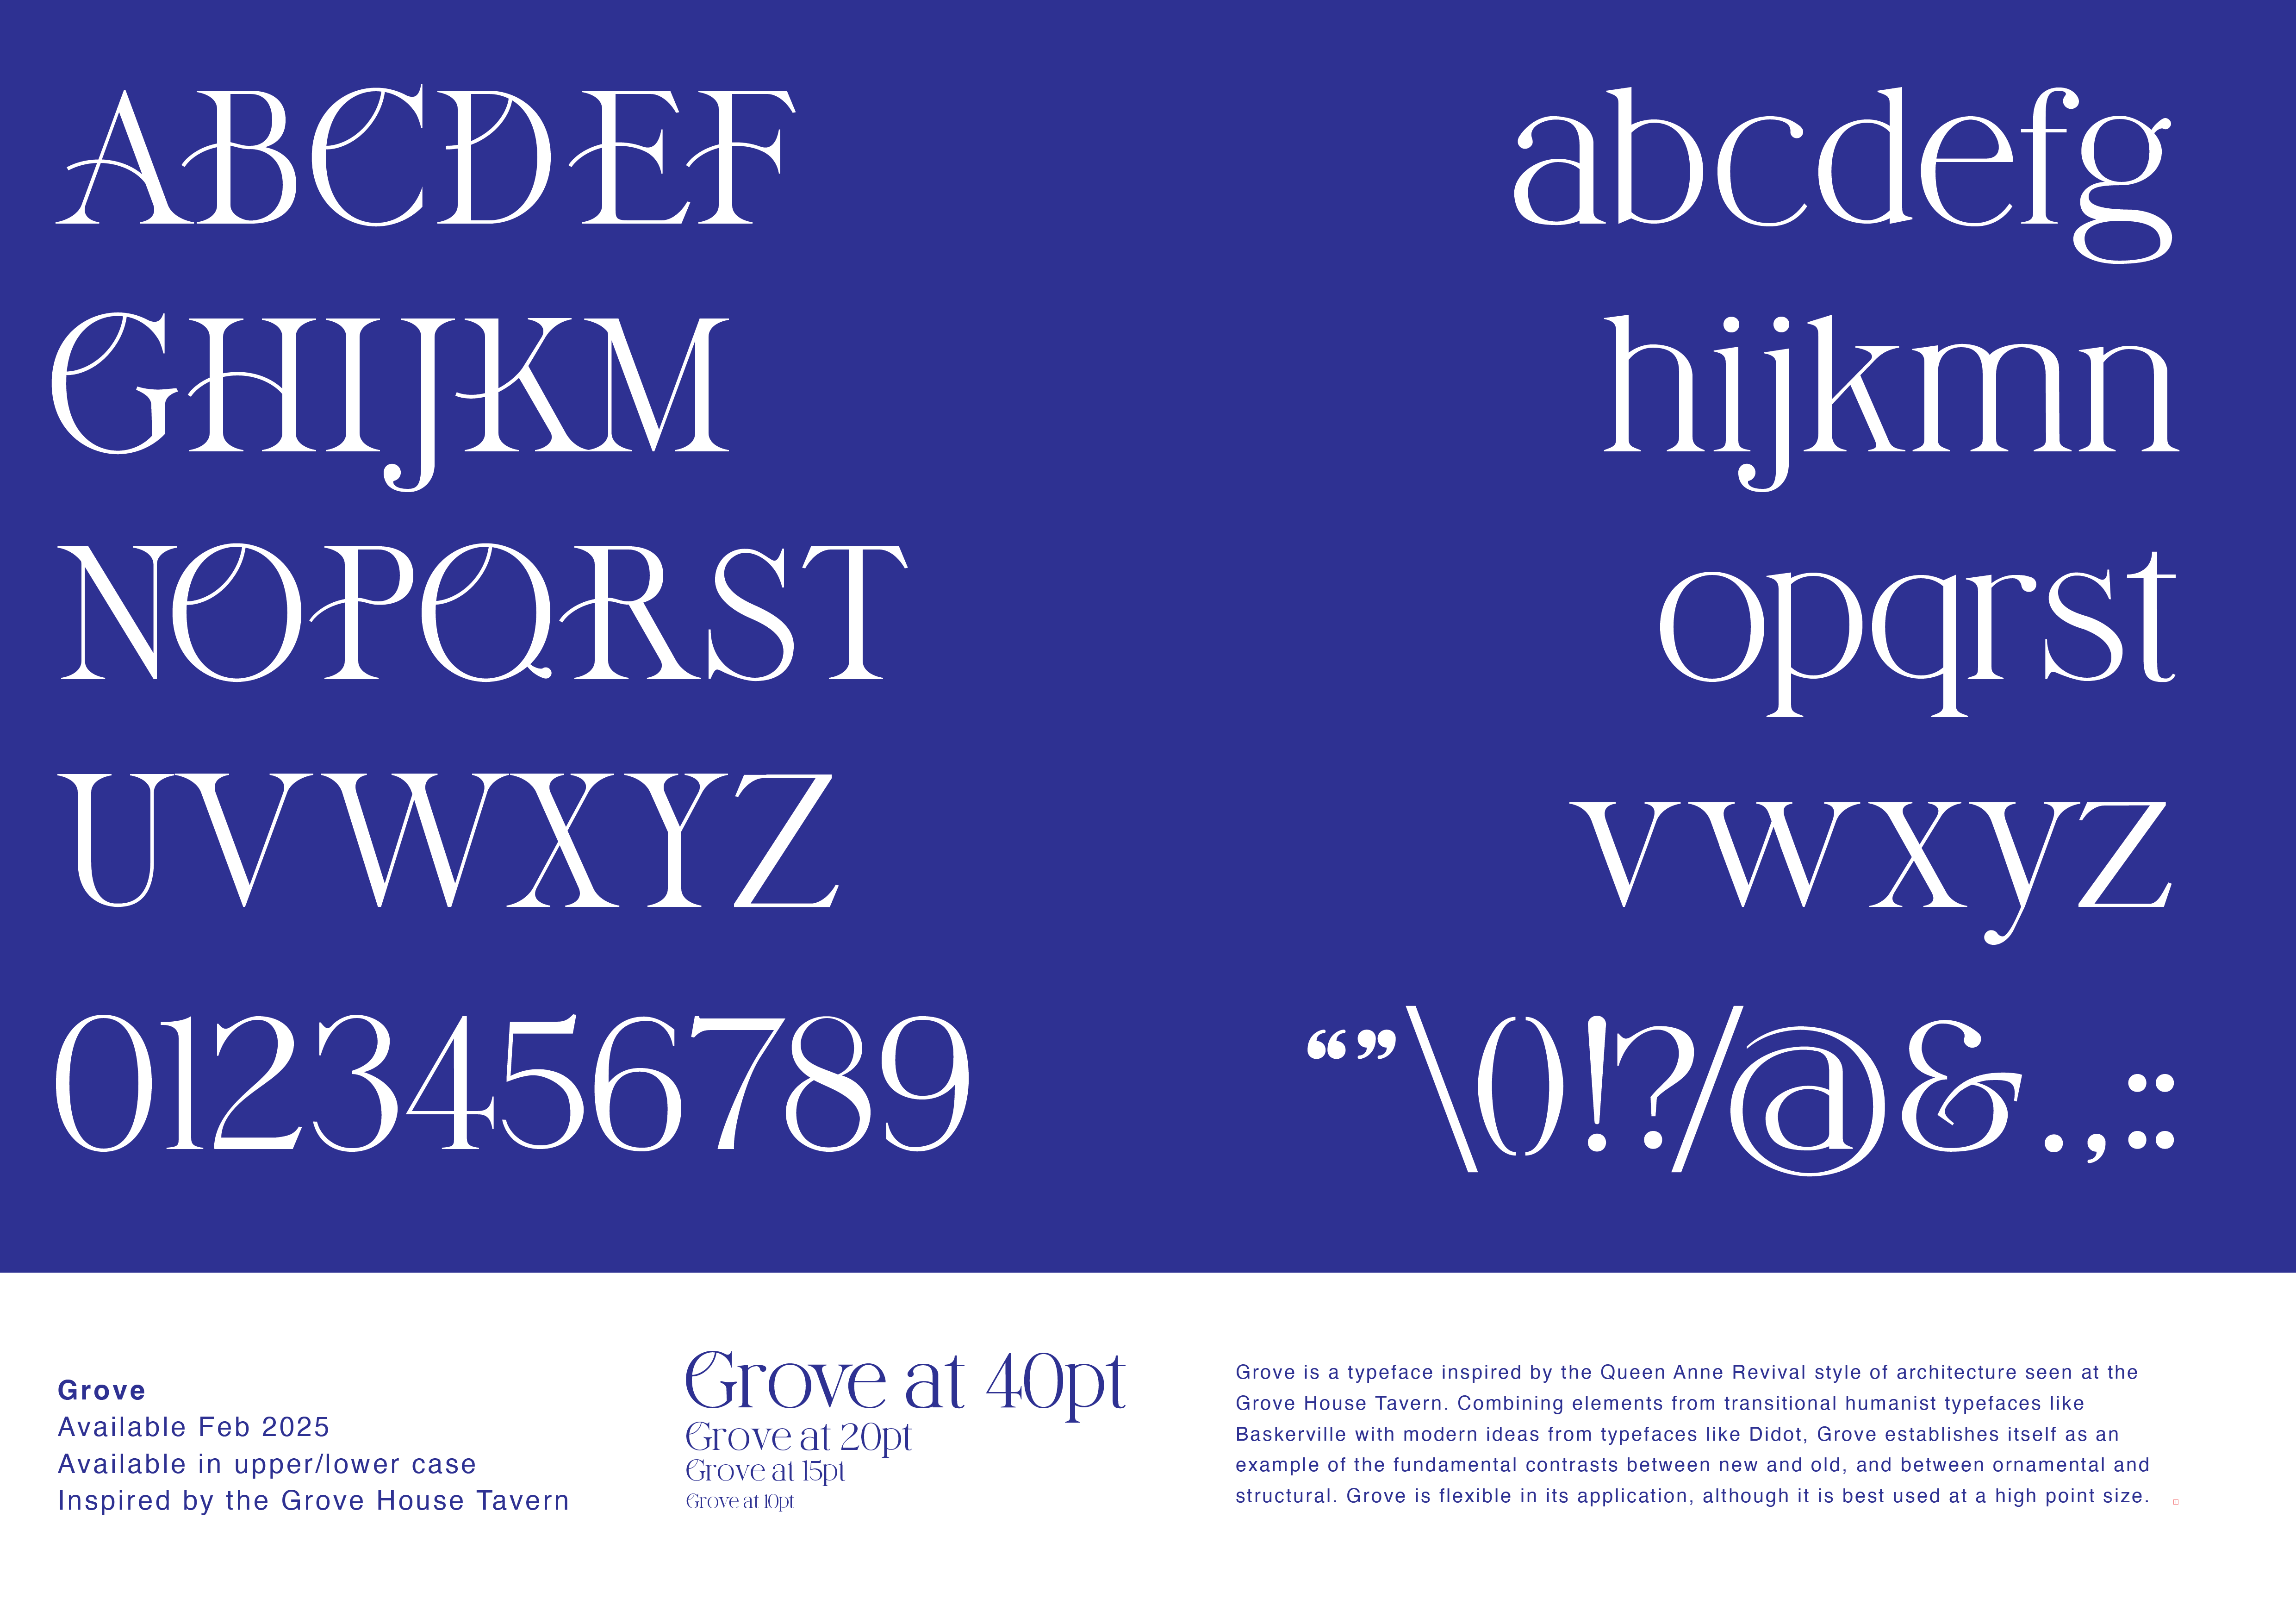 ABCDEF
abcdefg
GHIJKM
hijkmn
NOPQRST
opqrst
UVWXYZ
vwxyz
0123456789
“”\()!?/@&.,::
Grove
Available Feb 2025
Available in upper/lower case
Inspired by the Grove House Tavern
Grove at 40pt
Grove at 20pt
Grove at 15pt
Grove at 10pt
Grove is a typeface inspired by the Queen Anne Revival style of architecture seen at the
Grove House Tavern. Combining elements from transitional humanist typefaces like
Baskerville with modern ideas from typefaces like Didot, Grove establishes itself as an
example of the fundamental contrasts between new and old, and between ornamental and
structural. Grove is flexible in its application, although it is best used at a high point size.